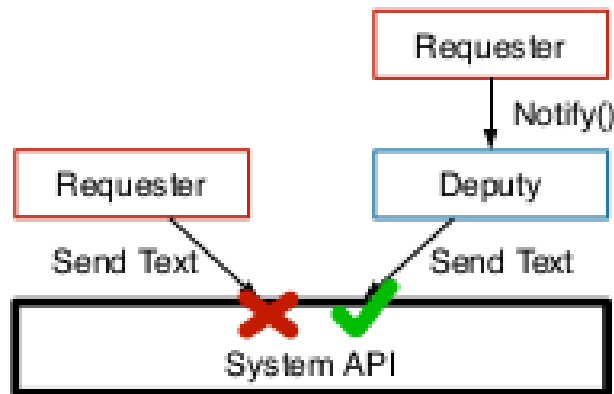 Requester
Notify()
Requester
Deputy
Send Text
Send Text
System API